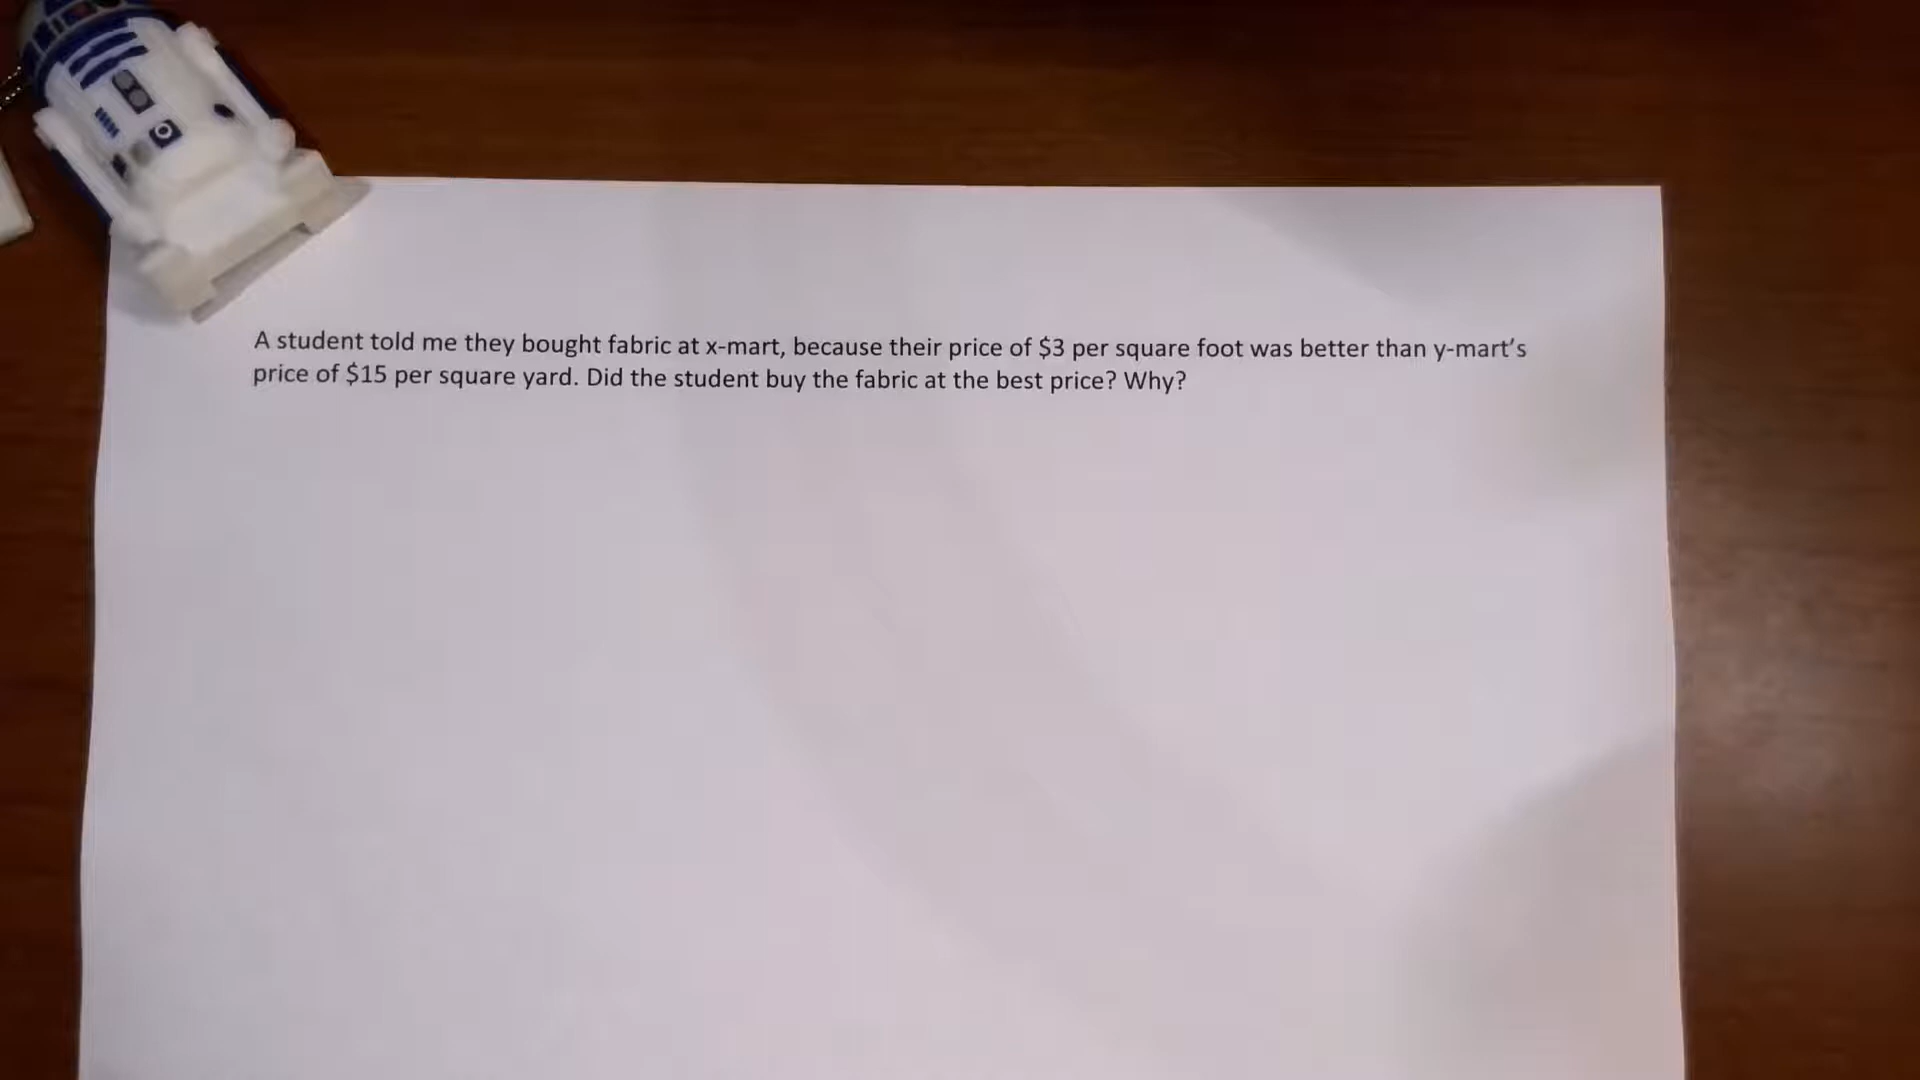 A student told me they bought fabric at x-mart, because their price of $3 per square foot was better than y-mart's
price of $15 per square yard. Did the student buy the fabric at the best price? Why?